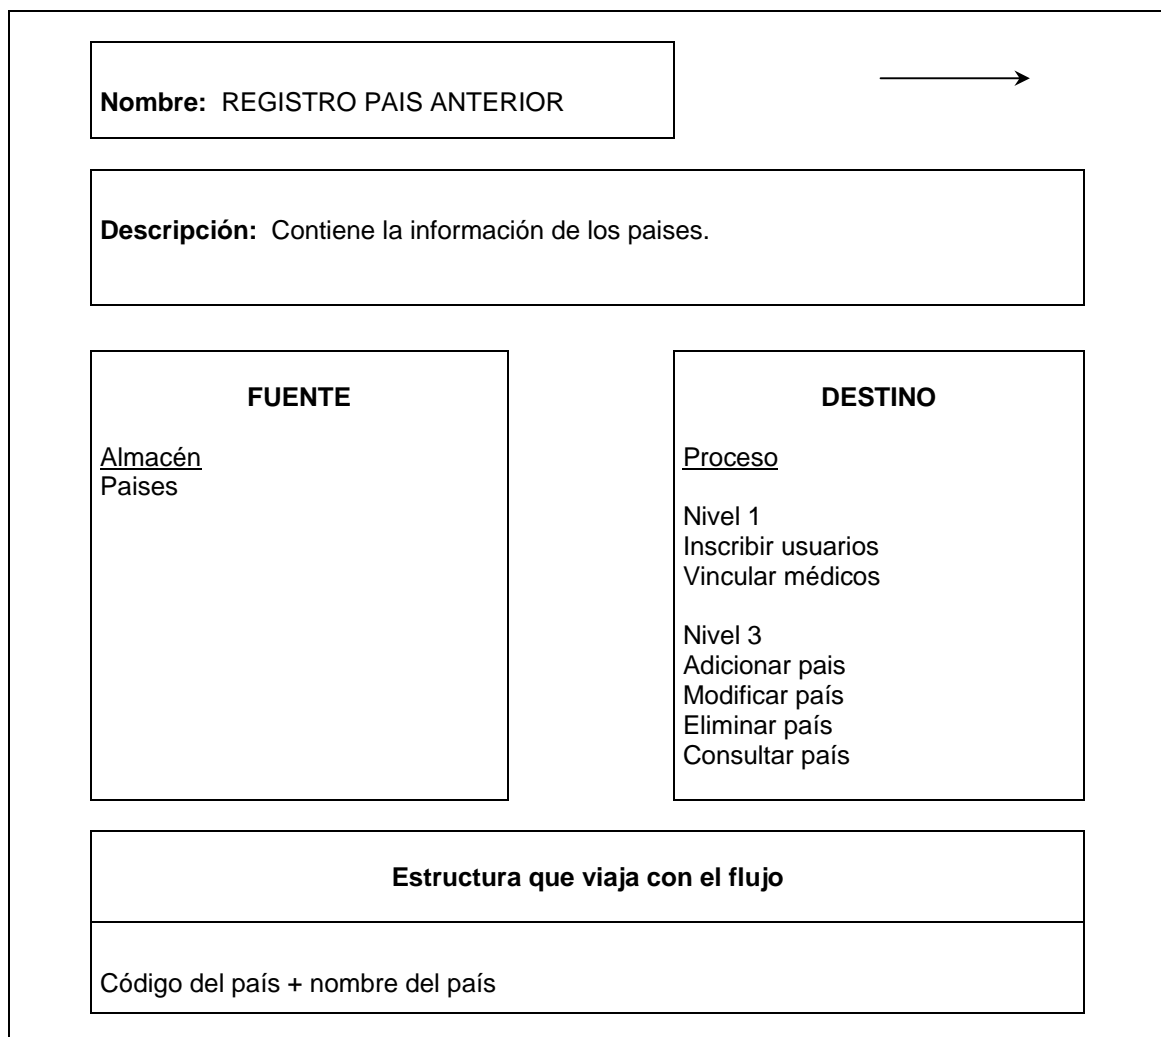 Nombre: REGISTRO PAIS ANTERIOR
Descripción: Contiene la información de los paises.
FUENTE
Almacén
Paises
DESTINO
Proceso
Nivel 1
Inscribir usuarios
Vincular médicos
Nivel 3
Adicionar pais
Modificar país
Eliminar país
Consultar país
Estructura que viaja con el flujo
Código del país + nombre del país